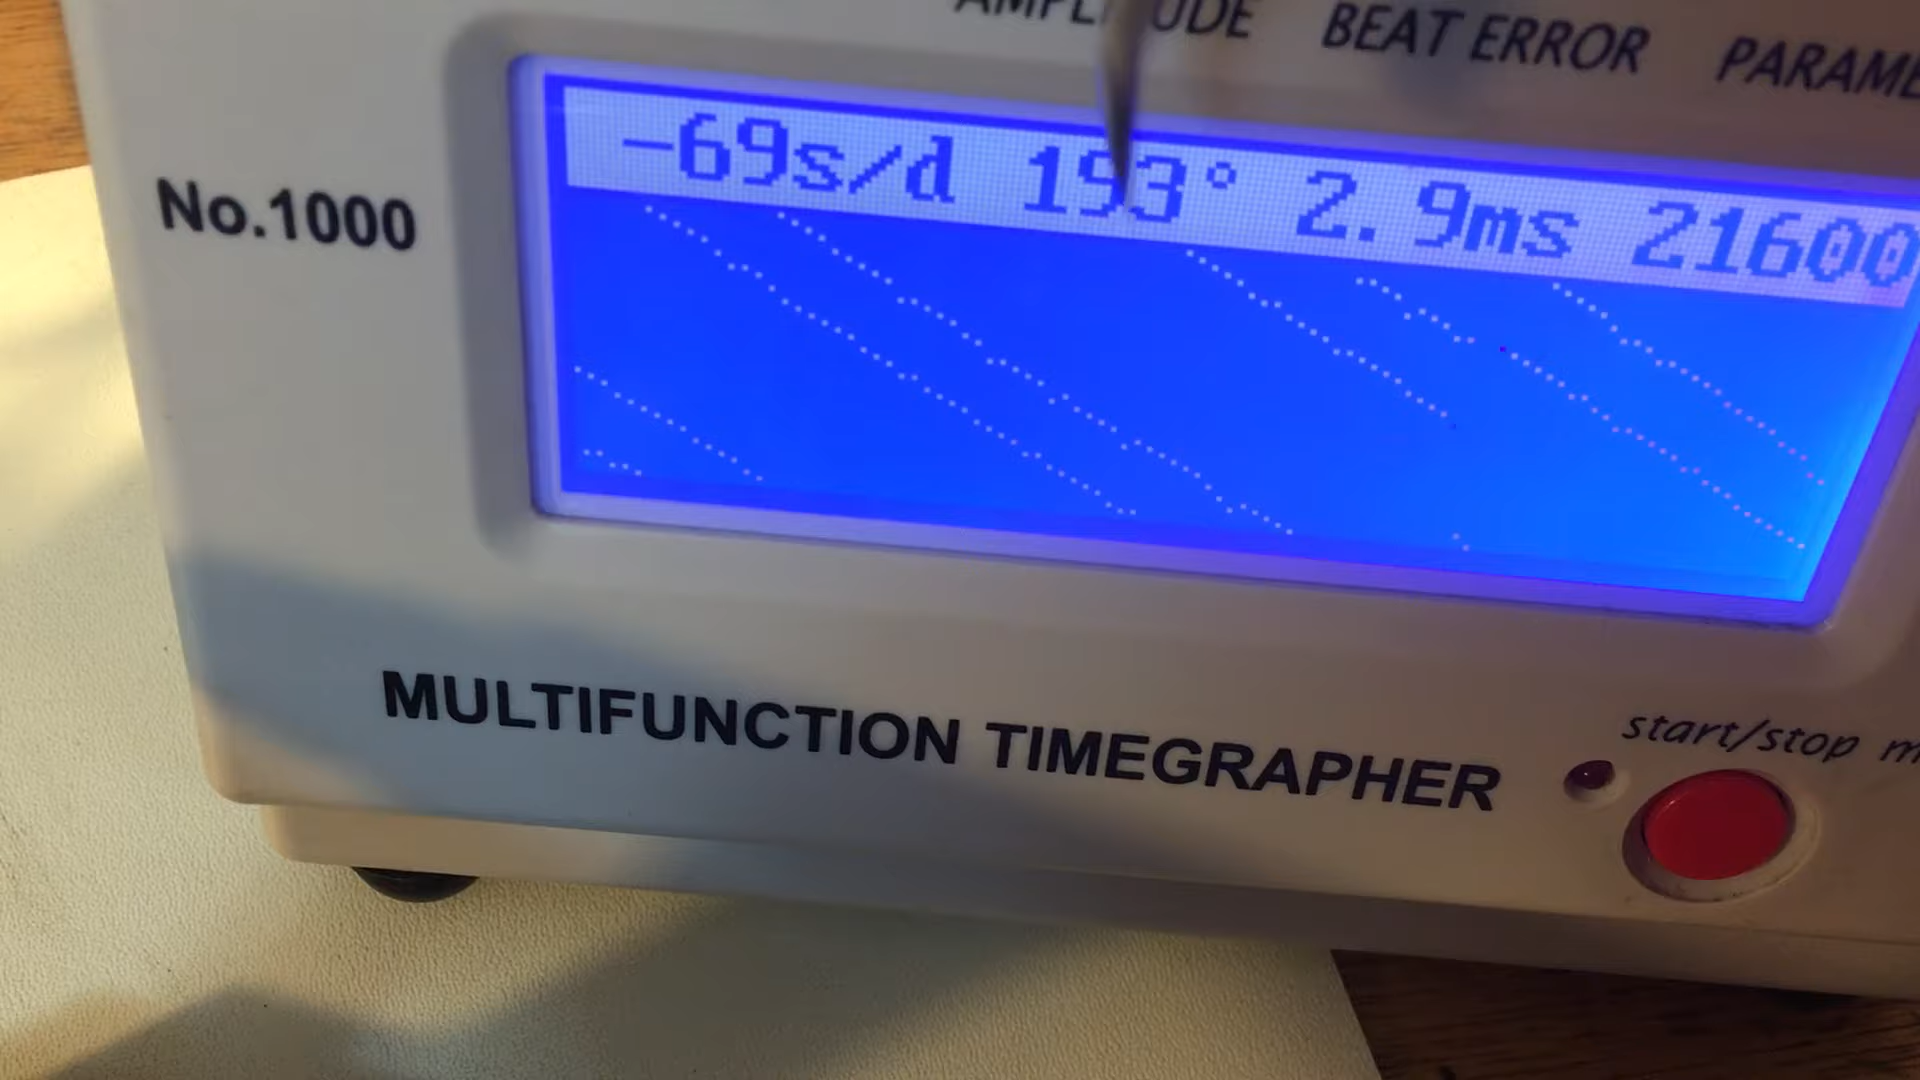 BEAT ERROR
-69s/d 193° 2.9ms 21600
No.1000
MULTIFUNCTION TIMEGRAPHER
start/stop